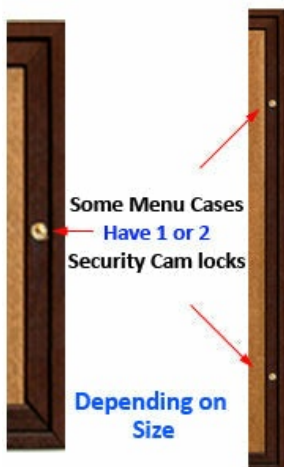 Some Menu Cases
Have 1 or 2
Security Cam locks
Depending on
Size